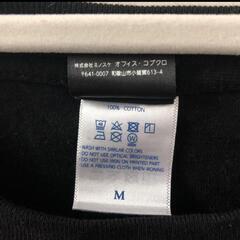 株式会社ミノスケ オフィス・コブクロ
〒641-0007 和歌山市小雑賀613-4
100% COTTON
WASH WITH SIMILAR COLORS
DO NOT USE OPTICAL BRIGHTENERS
DO NOT USE IRON ON PRINTED PART
USE A PRESSING CLOTH WHEN IRONING
M